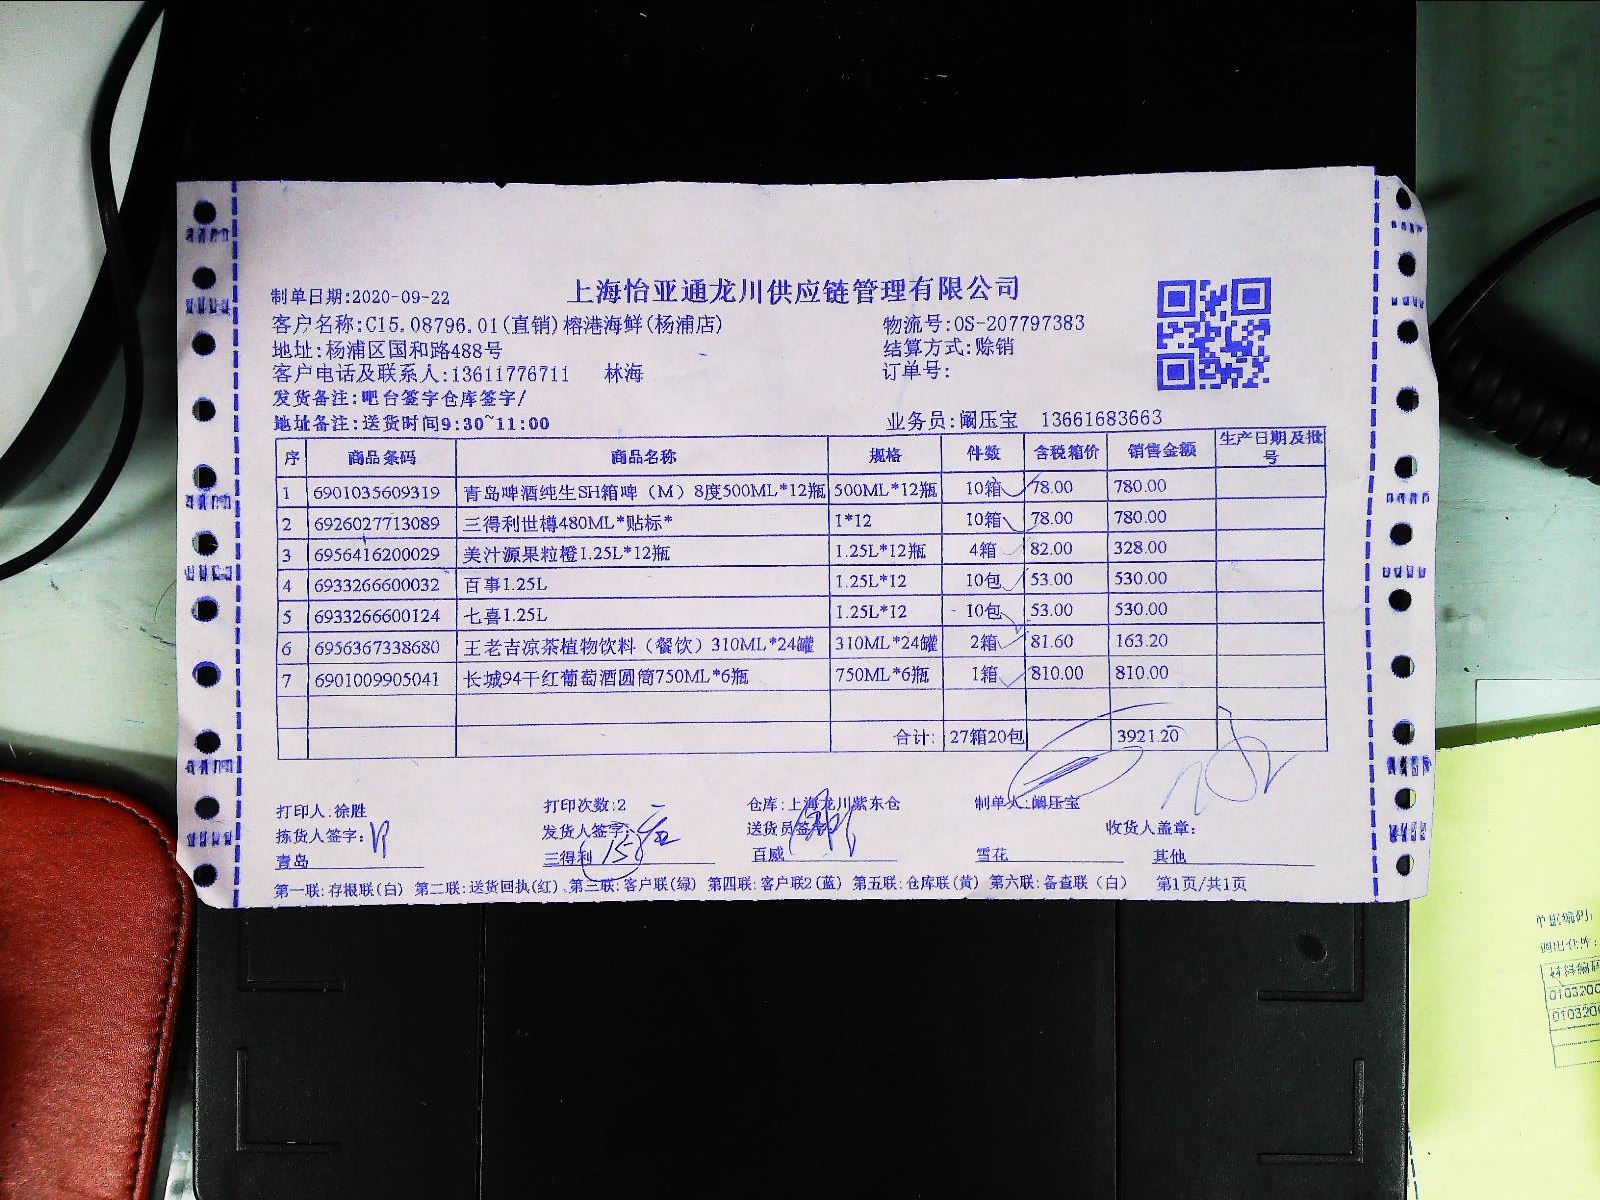 上海怡亚通龙川供应链管理有限公司
制单日期:2020-09-22
客户名称:C15.08796.01(直销)榕港海鲜(杨浦店) 物流号:OS-207797383
地址:杨浦区国和路488号 结算方式:赊销
客户电话及联系人:13611776711 林海 订单号:
发货备注:吧台签字仓库签字/
地址备注:送货时间9:30~11:00 业务员:阚压宝 13661683663
序 商品条码 商品名称 规格 件数 含税箱价 销售金额 生产日期及批号
1 6901035609319 青岛啤酒纯生SH箱啤（M）8度500ML*12瓶 500ML*12瓶 10箱 78.00 780.00
2 6926027713089 三得利世樽480ML*贴标* 1*12 10箱 78.00 780.00
3 6956416200029 美汁源果粒橙1.25L*12瓶 1.25L*12瓶 4箱 82.00 328.00
4 6933266600032 百事1.25L 1.25L*12 10包 53.00 530.00
5 6933266600124 七喜1.25L 1.25L*12 10包 53.00 530.00
6 6956367338680 王老吉凉茶植物饮料（餐饮）310ML*24罐 310ML*24罐 2箱 81.60 163.20
7 6901009905041 长城94干红葡萄酒圆筒750ML*6瓶 750ML*6瓶 1箱 810.00 810.00
合计: 27箱20包 3921.20
打印人:徐胜 打印次数:2 仓库:上海龙川紫东仓 制单人:阚压宝
拣货人签字: 发货人签字: 送货员签字: 收货人盖章:
青岛 三得利 15 百威 雪花 其他
第一联:存根联(白) 第二联:送货回执(红) 第三联:客户联(绿) 第四联:客户联2(蓝) 第五联:仓库联(黄) 第六联:备查联（白） 第1页/共1页
单据编码:
调出仓库: